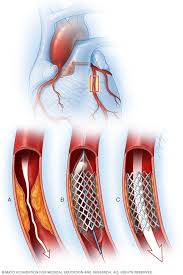 A
B
C
© MAYO FOUNDATION FOR MEDICAL EDUCATION AND RESEARCH. ALL RIGHTS RESERVED.